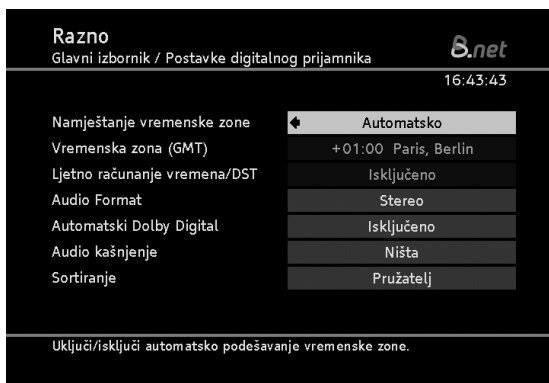 Razno
Glavni izbornik / Postavke digitalnog prijamnika
B.net
16:43:43
Namještanje vremenske zone Automatsko
Vremenska zona (GMT) +01:00 Paris, Berlin
Ljetno računanje vremena/DST Isključeno
Audio Format Stereo
Automatski Dolby Digital Isključeno
Audio kašnjenje Ništa
Sortiranje Pružatelj
Uključi/isključi automatsko podešavanje vremenske zone.